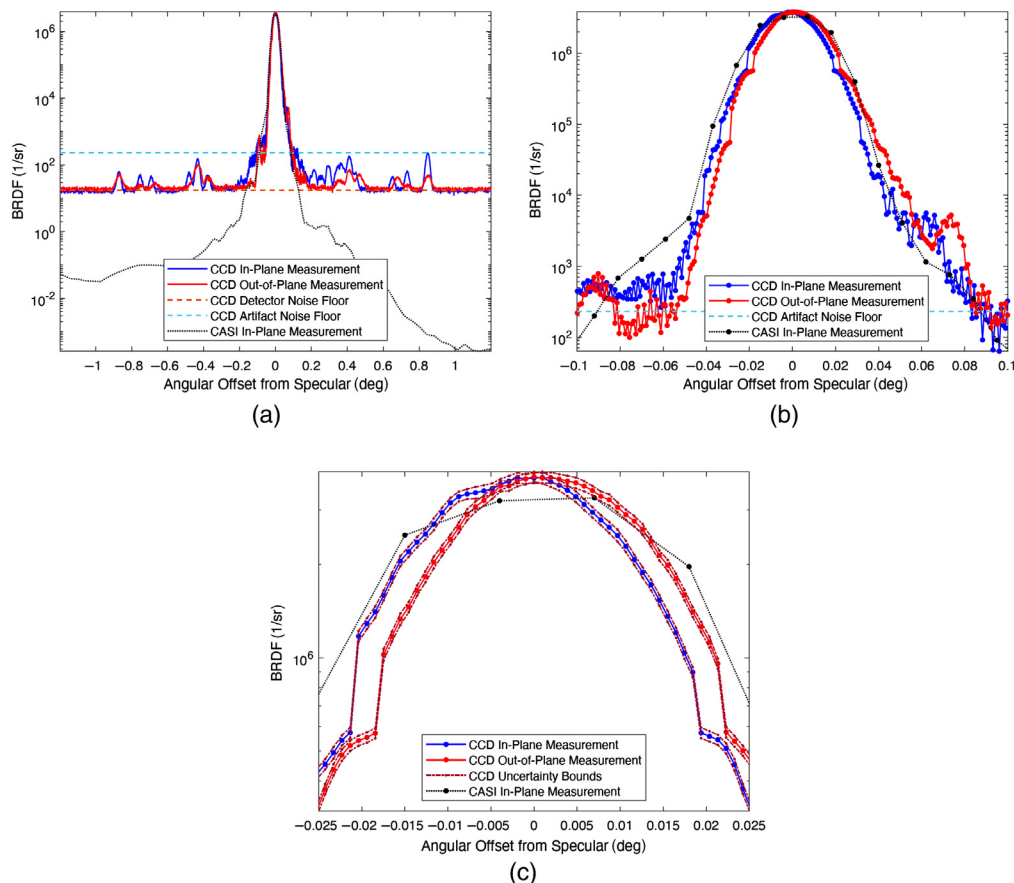 10^6
10^4
10^2
10^0
10^-2
BRDF (1/sr)
CCD In-Plane Measurement
CCD Out-of-Plane Measurement
CCD Detector Noise Floor
CCD Artifact Noise Floor
CASI In-Plane Measurement
−1 −0.8 −0.6 −0.4 −0.2 0 0.2 0.4 0.6 0.8 1
Angular Offset from Specular (deg)
(a)
10^6
10^5
10^4
10^3
10^2
BRDF (1/sr)
CCD In-Plane Measurement
CCD Out-of-Plane Measurement
CCD Artifact Noise Floor
CASI In-Plane Measurement
−0.1 −0.08 −0.06 −0.04 −0.02 0 0.02 0.04 0.06 0.08 0.1
Angular Offset from Specular (deg)
(b)
10^6
BRDF (1/sr)
CCD In-Plane Measurement
CCD Out-of-Plane Measurement
CCD Uncertainty Bounds
CASI In-Plane Measurement
−0.025 −0.02 −0.015 −0.01 −0.005 0 0.005 0.01 0.015 0.02 0.025
Angular Offset from Specular (deg)
(c)